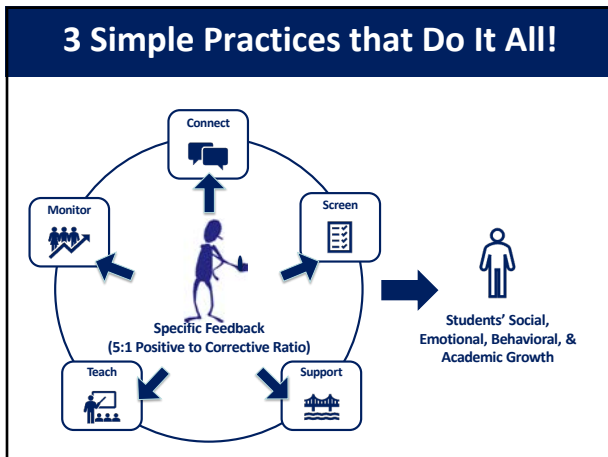 3 Simple Practices that Do It All!
Connect
Monitor
Screen
Specific Feedback
(5:1 Positive to Corrective Ratio)
Students’ Social,
Emotional, Behavioral, &
Academic Growth
Teach
Support